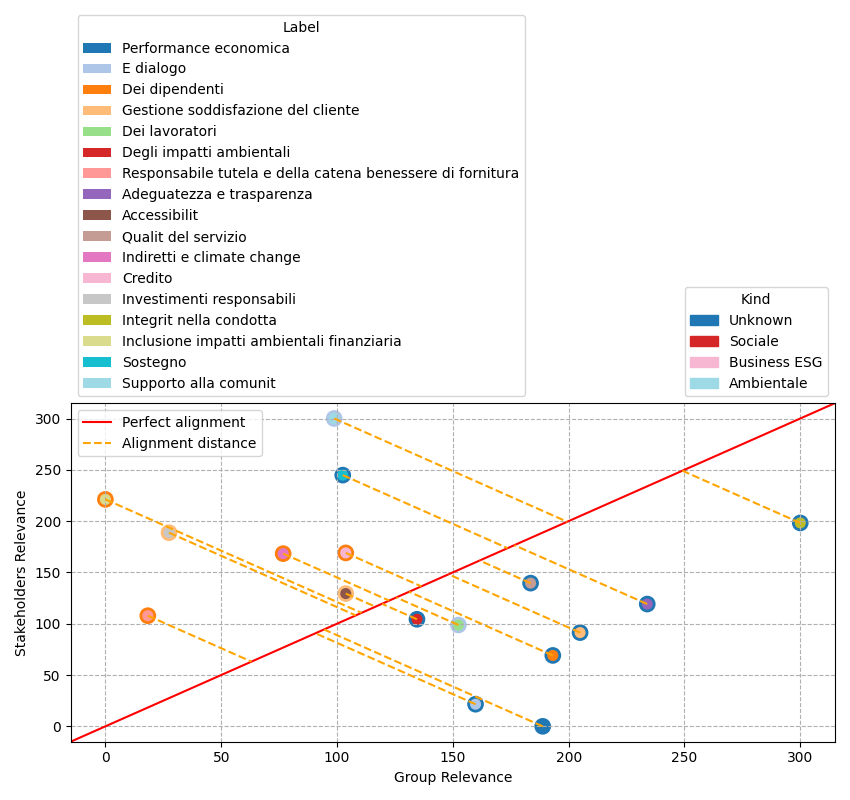 Label
Performance economica
E dialogo
Dei dipendenti
Gestione soddisfazione del cliente
Dei lavoratori
Degli impatti ambientali
Responsabile tutela e della catena benessere di fornitura
Adeguatezza e trasparenza
Accessibilit
Qualit del servizio
Indiretti e climate change
Credito
Investimenti responsabili
Integrit nella condotta
Inclusione impatti ambientali finanziaria
Sostegno
Supporto alla comunit
Kind
Unknown
Sociale
Business ESG
Ambientale
Perfect alignment
Alignment distance
Stakeholders Relevance
300
250
200
150
100
50
0
0 50 100 150 200 250 300
Group Relevance